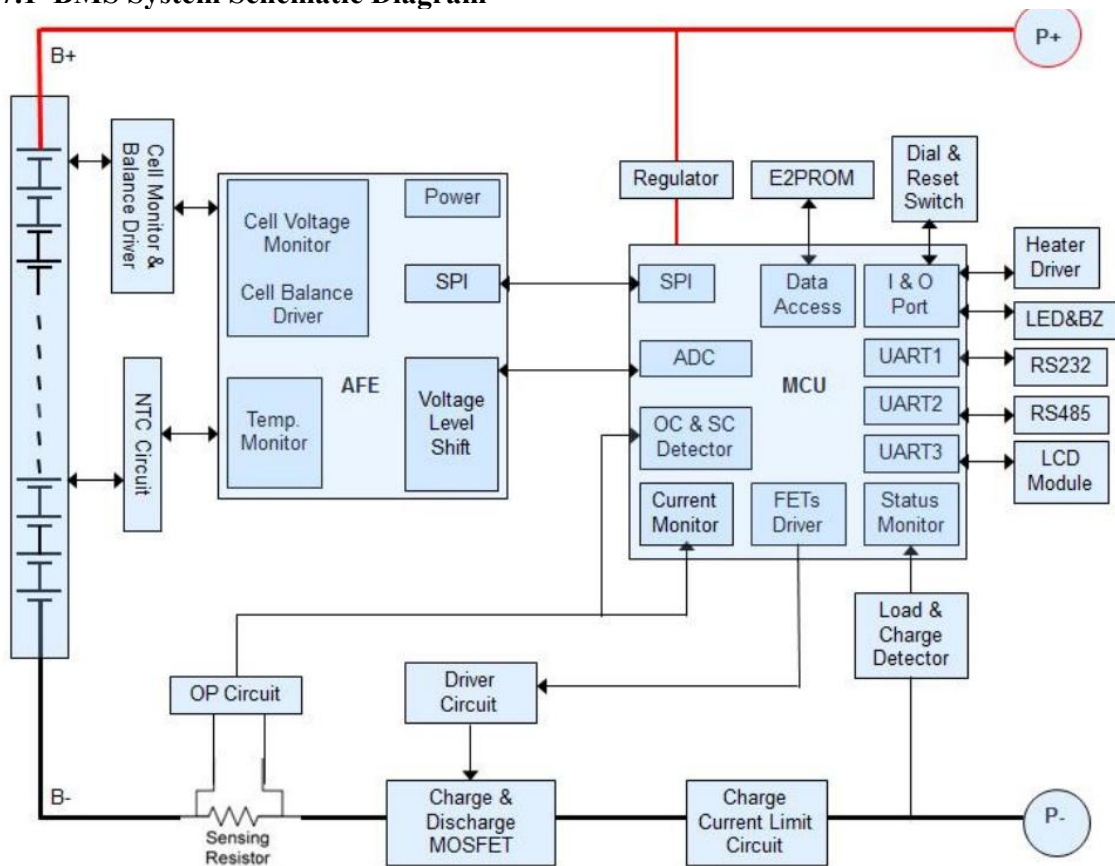 7.1 BMS System Schematic Diagram
B+
P+
Cell Monitor &
Balance Driver
Regulator
E2PROM
Dial &
Reset
Switch
Power
Cell Voltage
Monitor
Cell Balance
Driver
SPI
SPI
Data
Access
I & O
Port
Heater
Driver
LED&BZ
AFE
Voltage
Level
Shift
ADC
MCU
UART1
RS232
NTC Circuit
Temp.
Monitor
OC & SC
Detector
UART2
RS485
UART3
LCD
Module
Current
Monitor
FETs
Driver
Status
Monitor
Load &
Charge
Detector
OP Circuit
Driver
Circuit
B-
Sensing
Resistor
Charge &
Discharge
MOSFET
Charge
Current Limit
Circuit
P-